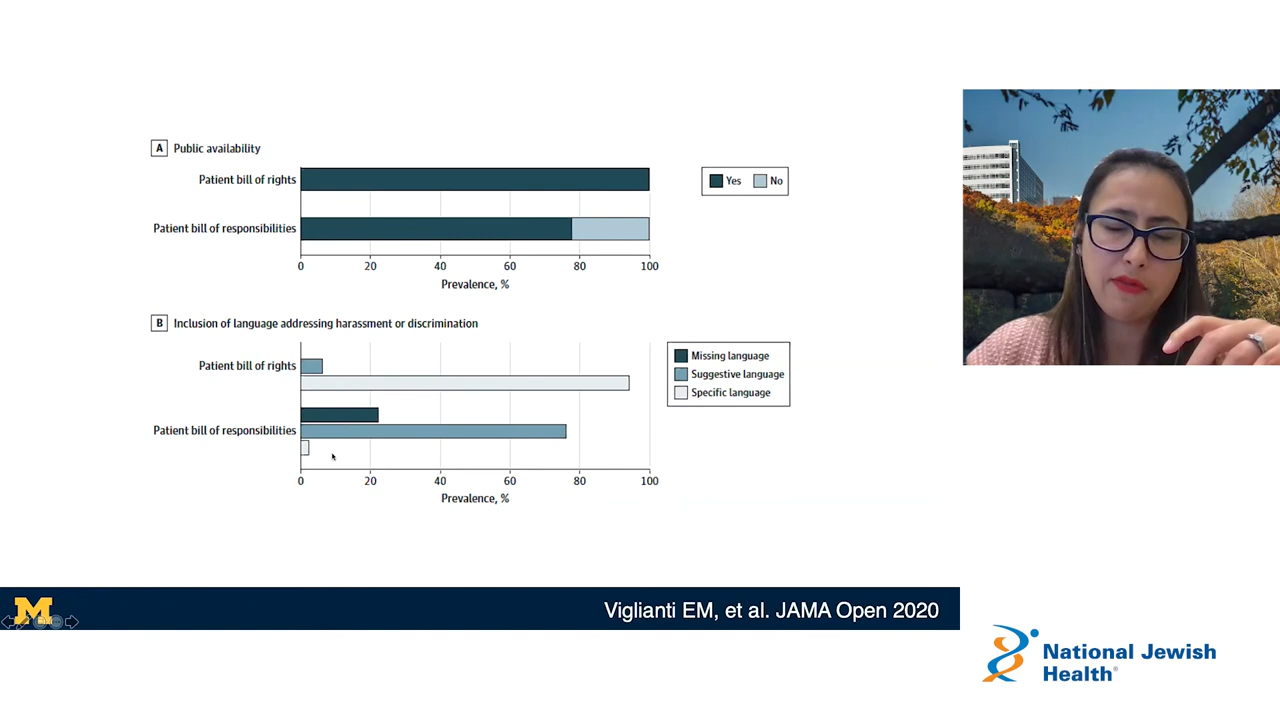 A Public availability
Patient bill of rights
Patient bill of responsibilities
0 20 40 60 80 100
Prevalence, %
Yes No
B Inclusion of language addressing harassment or discrimination
Patient bill of rights
Patient bill of responsibilities
0 20 40 60 80 100
Prevalence, %
Missing language
Suggestive language
Specific language
M
Viglianti EM, et al. JAMA Open 2020
National Jewish
Health®